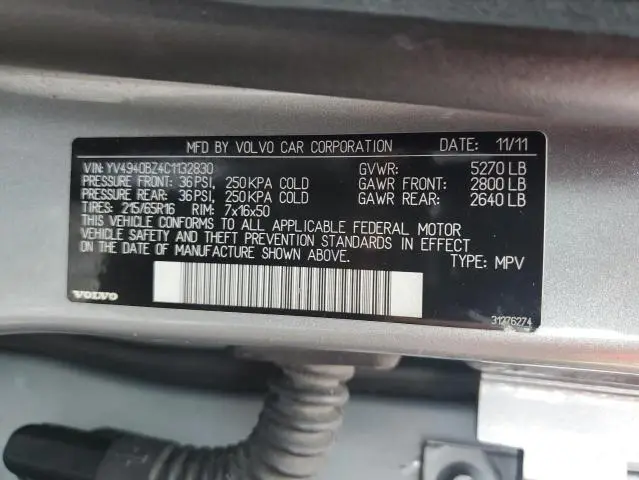 MFD BY VOLVO CAR CORPORATION DATE: 11/11
VIN: YV4940BZ4C1132830 GVWR: 5270 LB
PRESSURE FRONT: 36 PSI, 250 KPA COLD GAWR FRONT: 2800 LB
PRESSURE REAR: 36 PSI, 250 KPA COLD GAWR REAR: 2640 LB
TIRES: 215/65R16 RIM: 7x16x50
THIS VEHICLE CONFORMS TO ALL APPLICABLE FEDERAL MOTOR
VEHICLE SAFETY AND THEFT PREVENTION STANDARDS IN EFFECT
ON THE DATE OF MANUFACTURE SHOWN ABOVE. TYPE: MPV
VOLVO 31276274